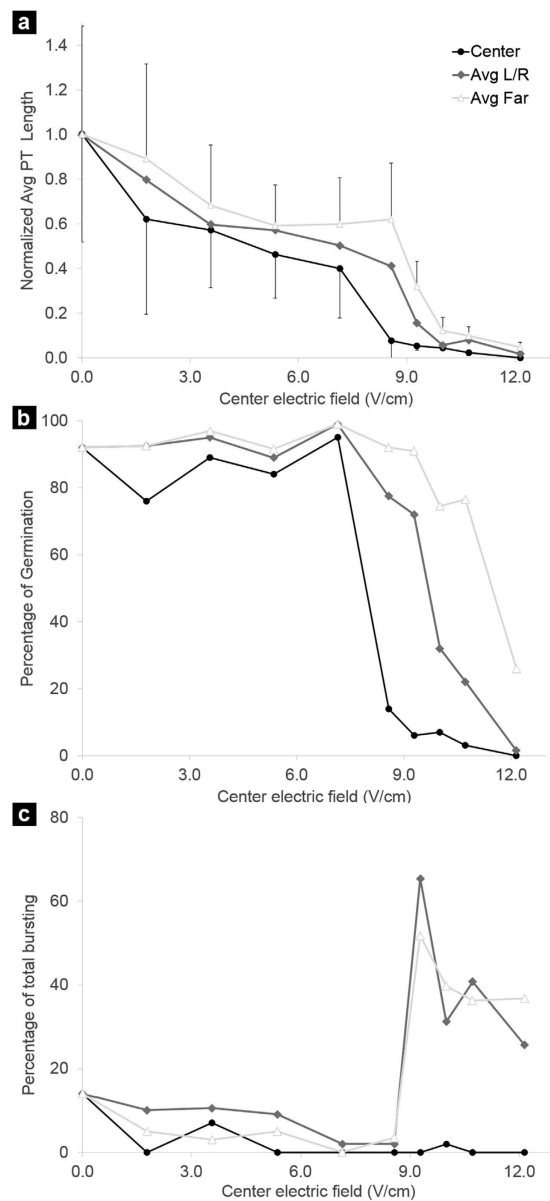 a
1.4
1.2
1.0
0.8
0.6
0.4
0.2
0.0
Normalized Avg PT Length
Center
Avg L/R
Avg Far
0.0 3.0 6.0 9.0 12.0
Center electric field (V/cm)
b
100
80
60
40
20
0
Percentage of Germination
0.0 3.0 6.0 9.0 12.0
Center electric field (V/cm)
c
80
60
40
20
0
Percentage of total bursting
0.0 3.0 6.0 9.0 12.0
Center electric field (V/cm)